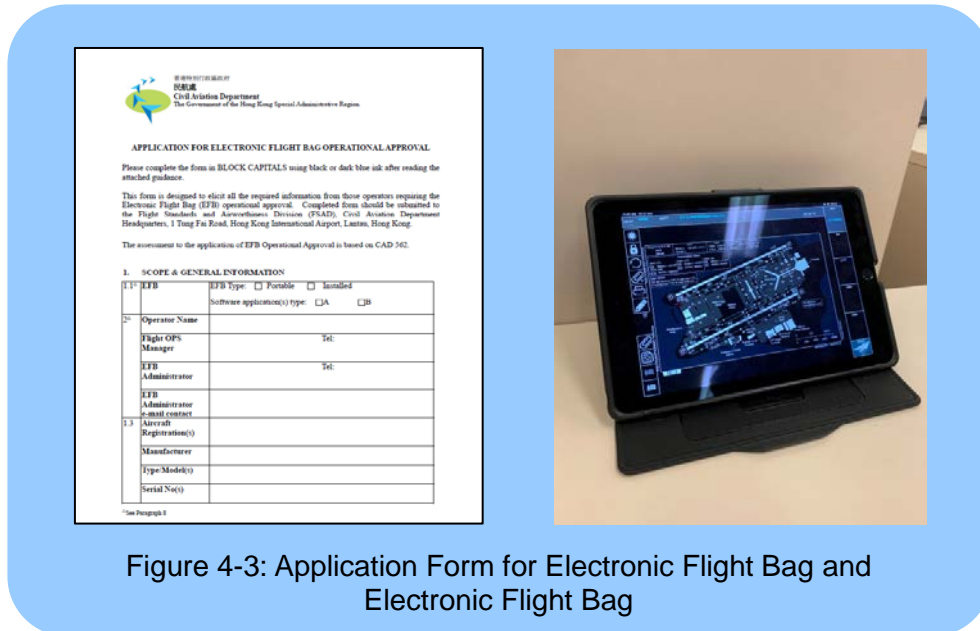 香港特別行政區政府
民航處
Civil Aviation Department
The Government of the Hong Kong Special Administrative Region
APPLICATION FOR ELECTRONIC FLIGHT BAG OPERATIONAL APPROVAL
Please complete the form in BLOCK CAPITALS using black or dark blue ink after reading the
attached guidance.
This form is designed to elicit all the required information from those operators requiring the
Electronic Flight Bag (EFB) operational approval. Completed form should be submitted to
the Flight Standards and Airworthiness Division (FSAD), Civil Aviation Department
Headquarters, 1 Tung Fai Road, Hong Kong International Airport, Lantau, Hong Kong.
The assessment to the application of EFB Operational Approval is based on CAD 562.
1. SCOPE & GENERAL INFORMATION
1.1 EFB EFB Type: ☐ Portable ☐ Installed
Software application(s) type: ☐A ☐B
2 Operator Name
Flight OPS Tel:
Manager
EFB Tel:
Administrator
EFB
Administrator
e-mail contact
1.3 Aircraft
Registration(s)
Manufacturer
Type/Model(s)
Serial No(s)
See Paragraph 8
Figure 4-3: Application Form for Electronic Flight Bag and
Electronic Flight Bag